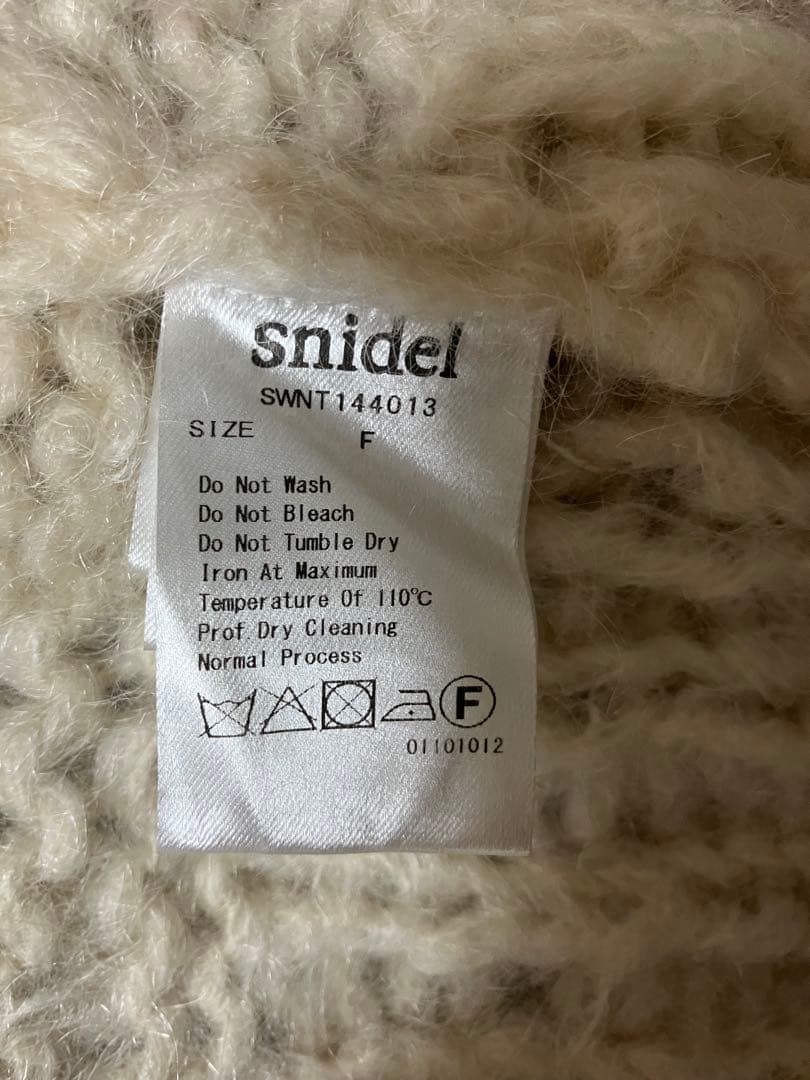 snidel
SWNT144013
SIZE F
Do Not Wash
Do Not Bleach
Do Not Tumble Dry
Iron At Maximum
Temperature Of 110℃
Prof.Dry Cleaning
Normal Process
F
01101012